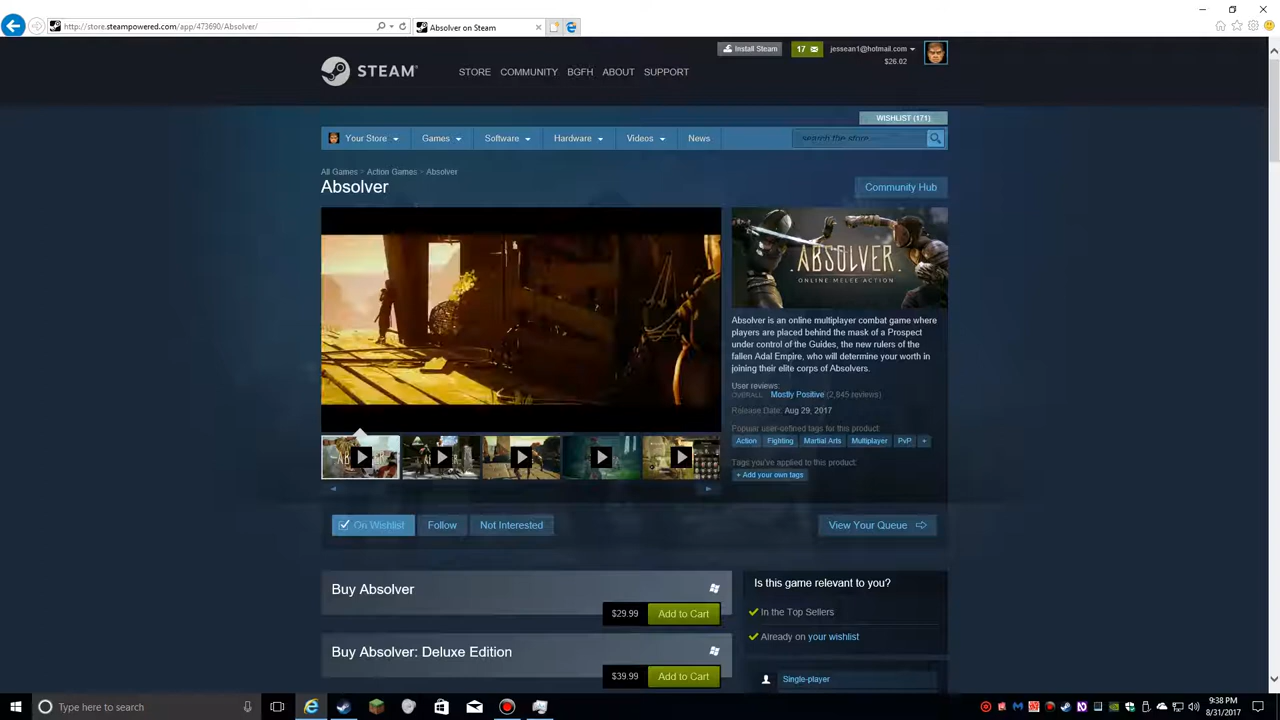 http://store.steampowered.com/app/473690/Absolver/
Absolver on Steam
Install Steam
17
jessean1@hotmail.com
$26.02
STEAM
STORE COMMUNITY BGFH ABOUT SUPPORT
WISHLIST (171)
Your Store Games Software Hardware Videos News
search the store
All Games > Action Games > Absolver
Absolver
Community Hub
ABSOLVER
ONLINE MELEE ACTION
Absolver is an online multiplayer combat game where
players are placed behind the mask of a Prospect
under control of the Guides, the new rulers of the
fallen Adal Empire, who will determine your worth in
joining their elite corps of Absolvers.
User reviews:
OVERALL: Mostly Positive (2,845 reviews)
Release Date: Aug 29, 2017
Popular user-defined tags for this product:
Action Fighting Martial Arts Multiplayer PvP +
Tags you've applied to this product:
+ Add your own tags
On Wishlist Follow Not Interested View Your Queue
Buy Absolver
$29.99 Add to Cart
Buy Absolver: Deluxe Edition
$39.99 Add to Cart
Is this game relevant to you?
In the Top Sellers
Already on your wishlist
Single-player
Type here to search
9:38 PM
8/31/2017